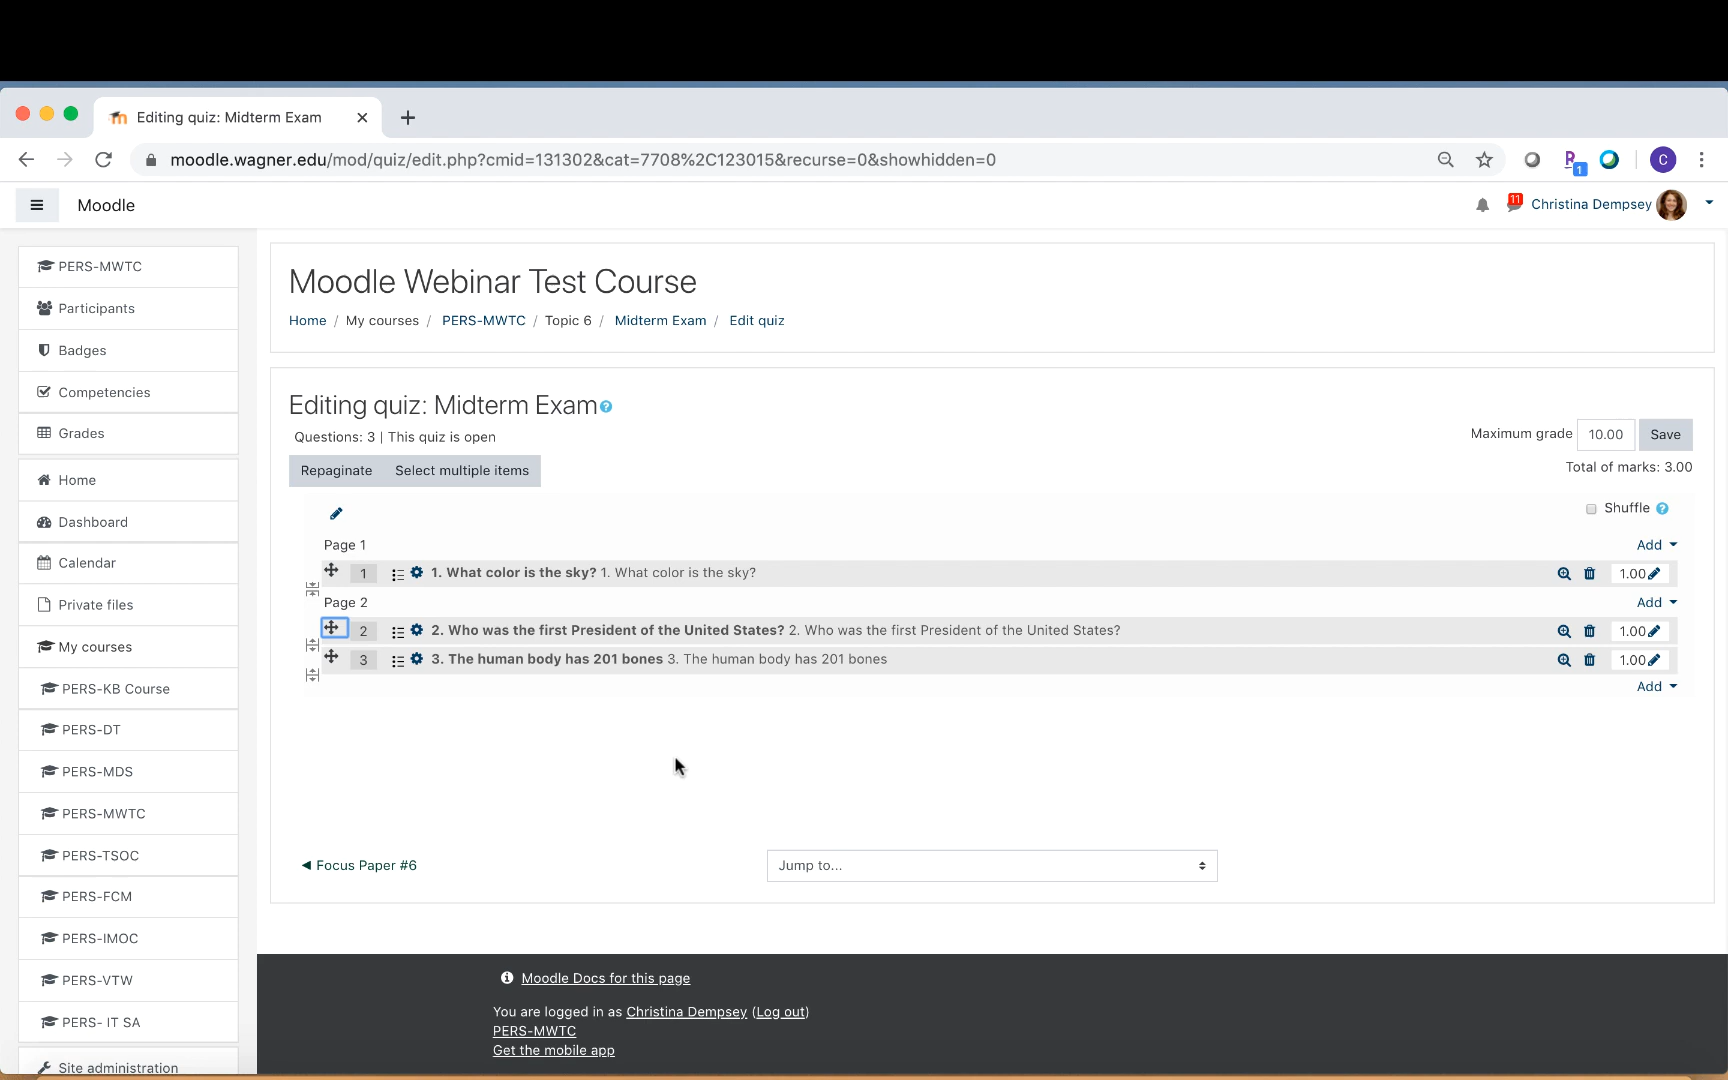 Editing quiz: Midterm Exam
moodle.wagner.edu/mod/quiz/edit.php?cmid=131302&cat=7708%2C123015&recurse=0&showhidden=0
1
C
Moodle
11
Christina Dempsey
PERS-MWTC
Participants
Badges
Competencies
Grades
Home
Dashboard
Calendar
Private files
My courses
PERS-KB Course
PERS-DT
PERS-MDS
PERS-MWTC
PERS-TSOC
PERS-FCM
PERS-IMOC
PERS-VTW
PERS- IT SA
Site administration
Moodle Webinar Test Course
Home / My courses / PERS-MWTC / Topic 6 / Midterm Exam / Edit quiz
Editing quiz: Midterm Exam
Questions: 3 | This quiz is open
Maximum grade 10.00 Save
Repaginate Select multiple items
Total of marks: 3.00
Shuffle
Page 1 Add
1 1. What color is the sky? 1. What color is the sky? 1.00
Page 2 Add
2 2. Who was the first President of the United States? 2. Who was the first President of the United States? 1.00
3 3. The human body has 201 bones 3. The human body has 201 bones 1.00
Add
◄ Focus Paper #6
Jump to...
Moodle Docs for this page
You are logged in as Christina Dempsey (Log out)
PERS-MWTC
Get the mobile app